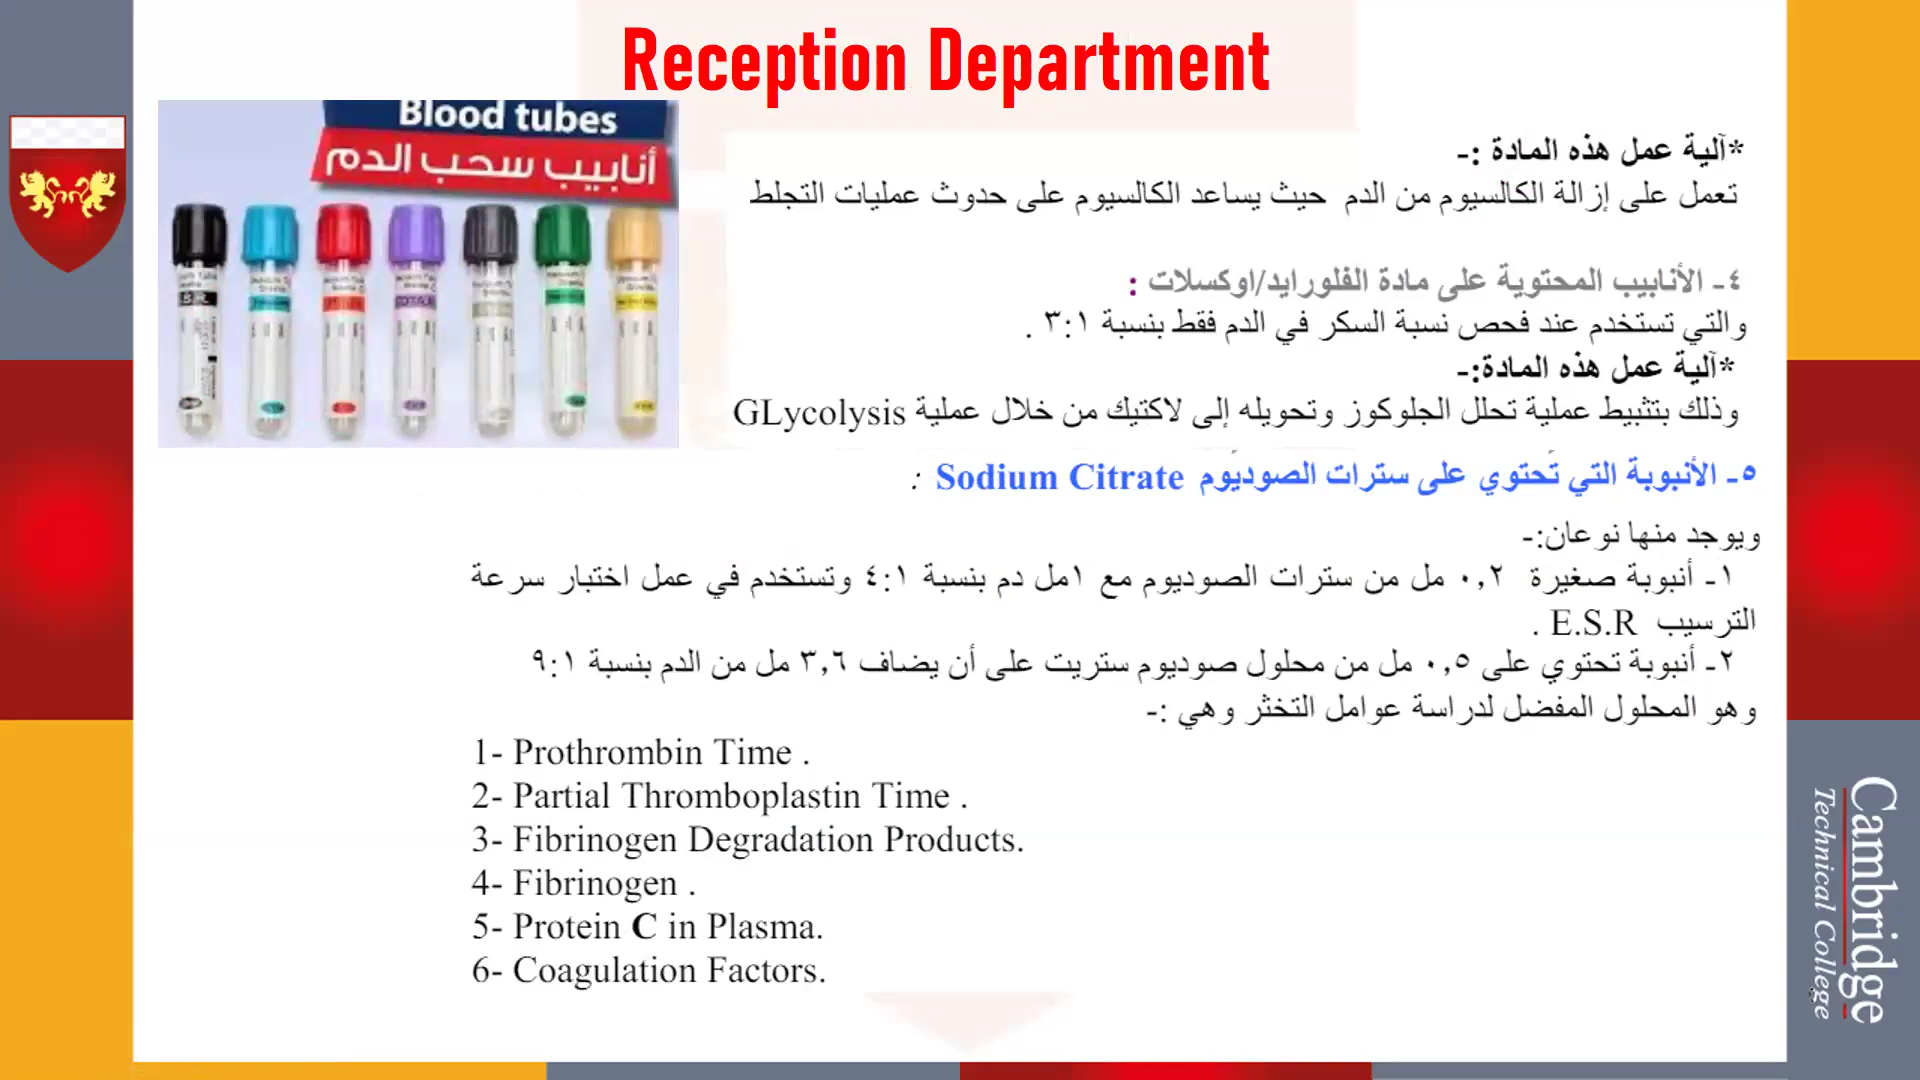 Reception Department
Blood tubes
أنابيب سحب الدم
*آلية عمل هذه المادة :-
تعمل على إزالة الكالسيوم من الدم حيث يساعد الكالسيوم على حدوث عمليات التجلط
٤- الأنابيب المحتوية على مادة الفلورايد/اوكسلات :
والتي تستخدم عند فحص نسبة السكر في الدم فقط بنسبة ٣:١ .
*آلية عمل هذه المادة:-
وذلك بتثبيط عملية تحلل الجلوكوز وتحويله إلى لاكتيك من خلال عملية GLycolysis
٥- الأنبوبة التي تحتوي على سترات الصوديوم Sodium Citrate :
ويوجد منها نوعان:-
١- أنبوبة صغيرة ٠,٢ مل من سترات الصوديوم مع ١مل دم بنسبة ٤:١ وتستخدم في عمل اختبار سرعة
الترسيب E.S.R .
٢- أنبوبة تحتوي على ٠,٥ مل من محلول صوديوم ستريت على أن يضاف ٣,٦ مل من الدم بنسبة ٩:١
وهو المحلول المفضل لدراسة عوامل التخثر وهي :-
1- Prothrombin Time .
2- Partial Thromboplastin Time .
3- Fibrinogen Degradation Products.
4- Fibrinogen .
5- Protein C in Plasma.
6- Coagulation Factors.
Cambridge
Technical College